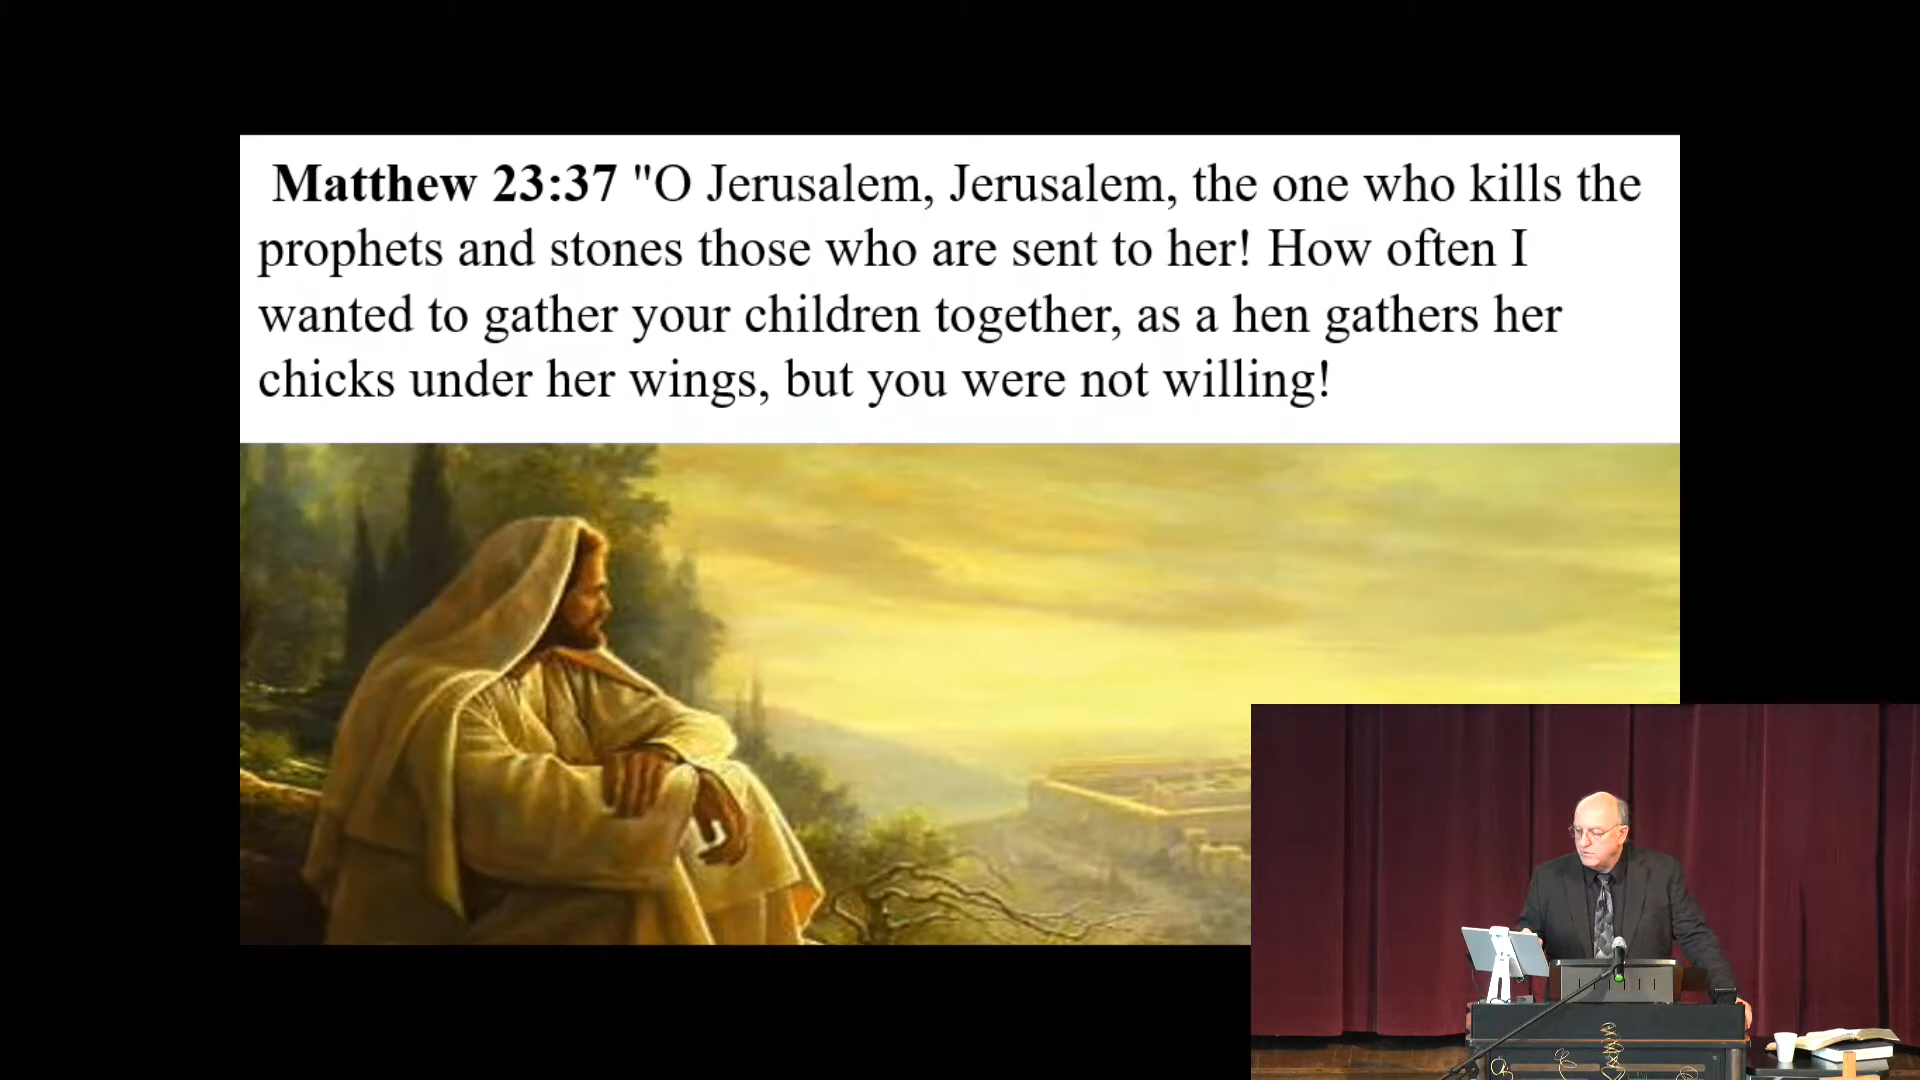 Matthew 23:37 "O Jerusalem, Jerusalem, the one who kills the
prophets and stones those who are sent to her! How often I
wanted to gather your children together, as a hen gathers her
chicks under her wings, but you were not willing!